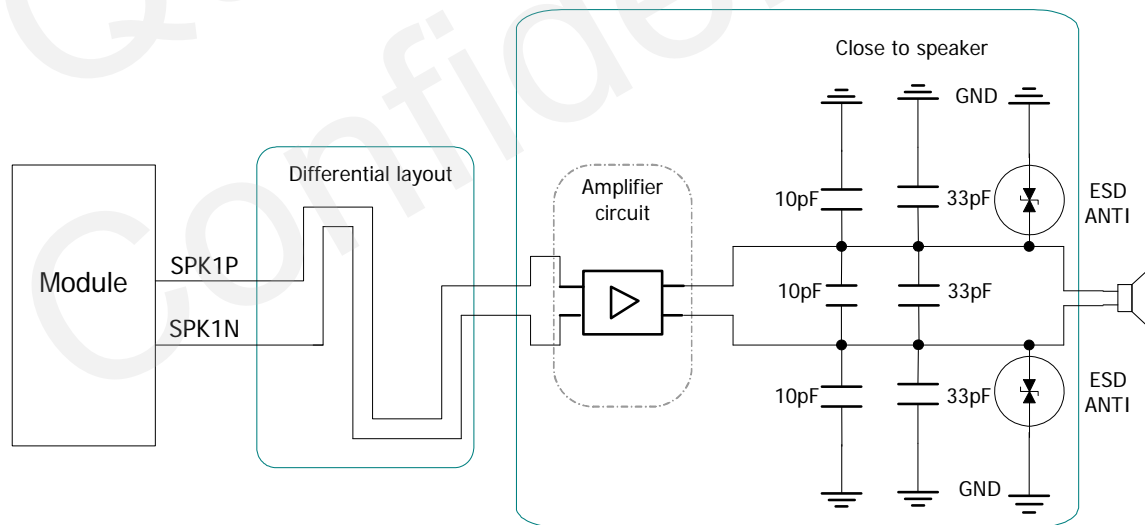 Close to speaker
GND
Differential layout
Amplifier
circuit
10pF
33pF
ESD
ANTI
Module
SPK1P
SPK1N
10pF
33pF
10pF
33pF
ESD
ANTI
GND